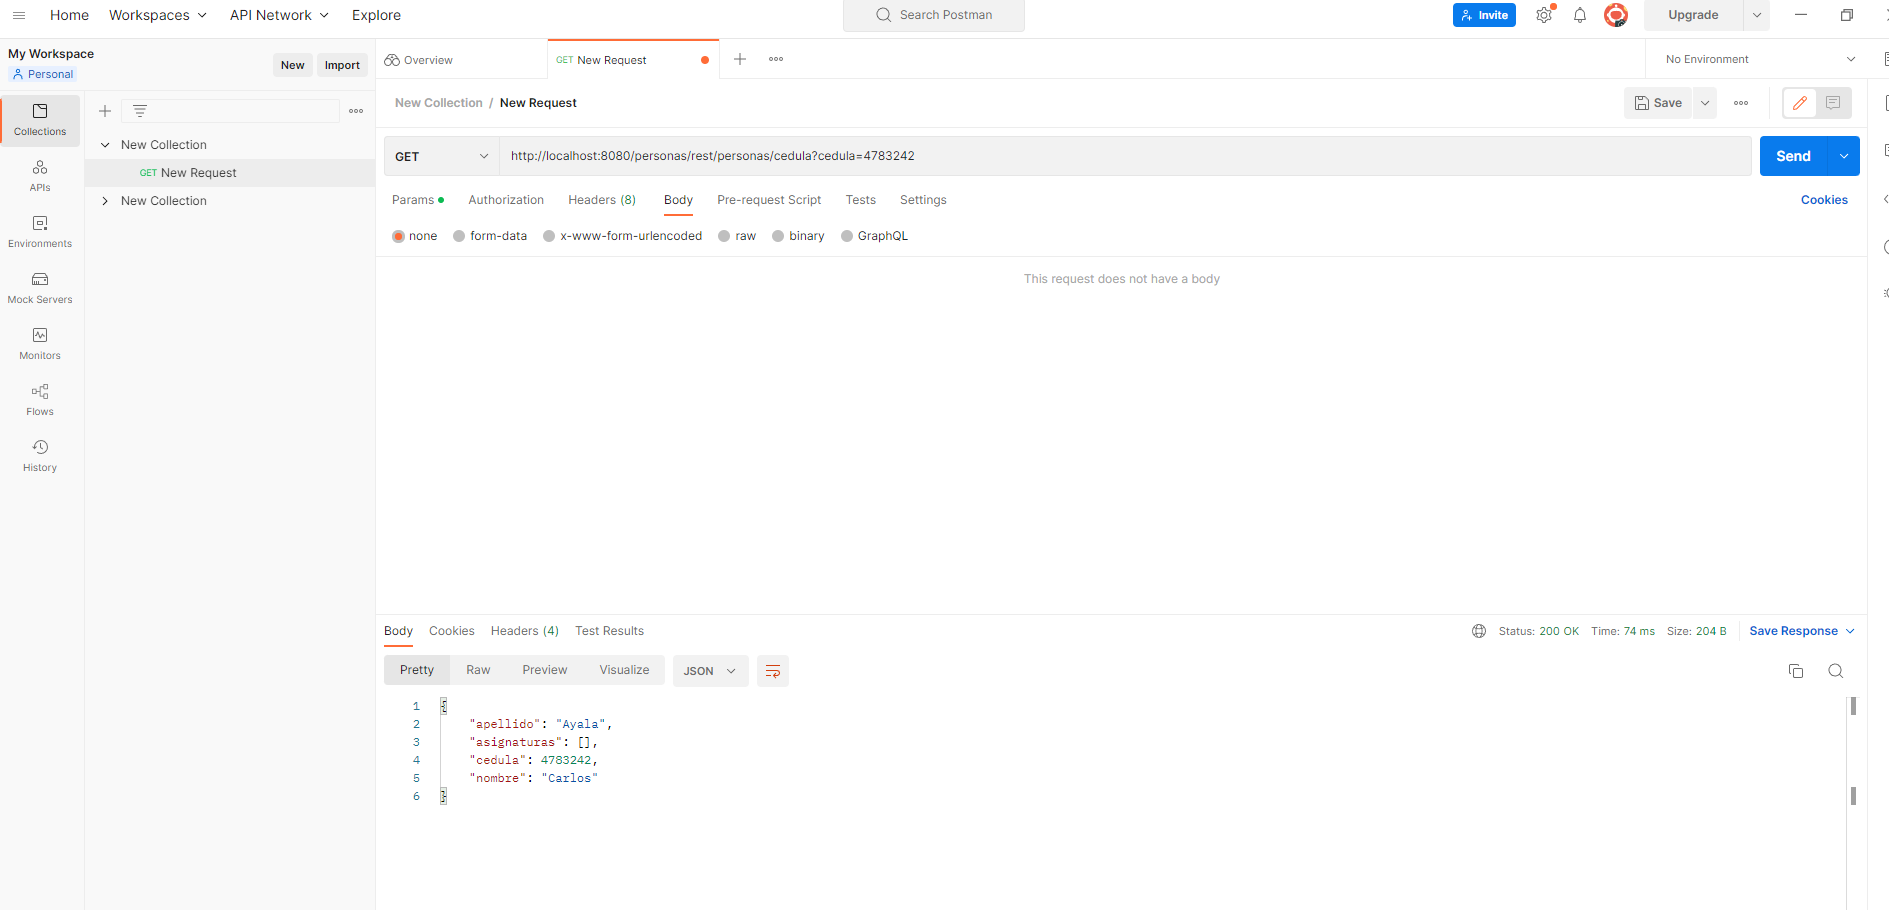 Home Workspaces API Network Explore Search Postman Invite Upgrade
My Workspace
Personal
New Import
Overview GET New Request No Environment
Collections
APIs
Environments
Mock Servers
Monitors
Flows
History
New Collection
GET New Request
New Collection
New Collection / New Request Save
GET http://localhost:8080/personas/rest/personas/cedula?cedula=4783242 Send
Params Authorization Headers (8) Body Pre-request Script Tests Settings Cookies
none form-data x-www-form-urlencoded raw binary GraphQL
This request does not have a body
Body Cookies Headers (4) Test Results Status: 200 OK Time: 74 ms Size: 204 B Save Response
Pretty Raw Preview Visualize JSON
1 {
2 "apellido": "Ayala",
3 "asignaturas": [],
4 "cedula": 4783242,
5 "nombre": "Carlos"
6 }